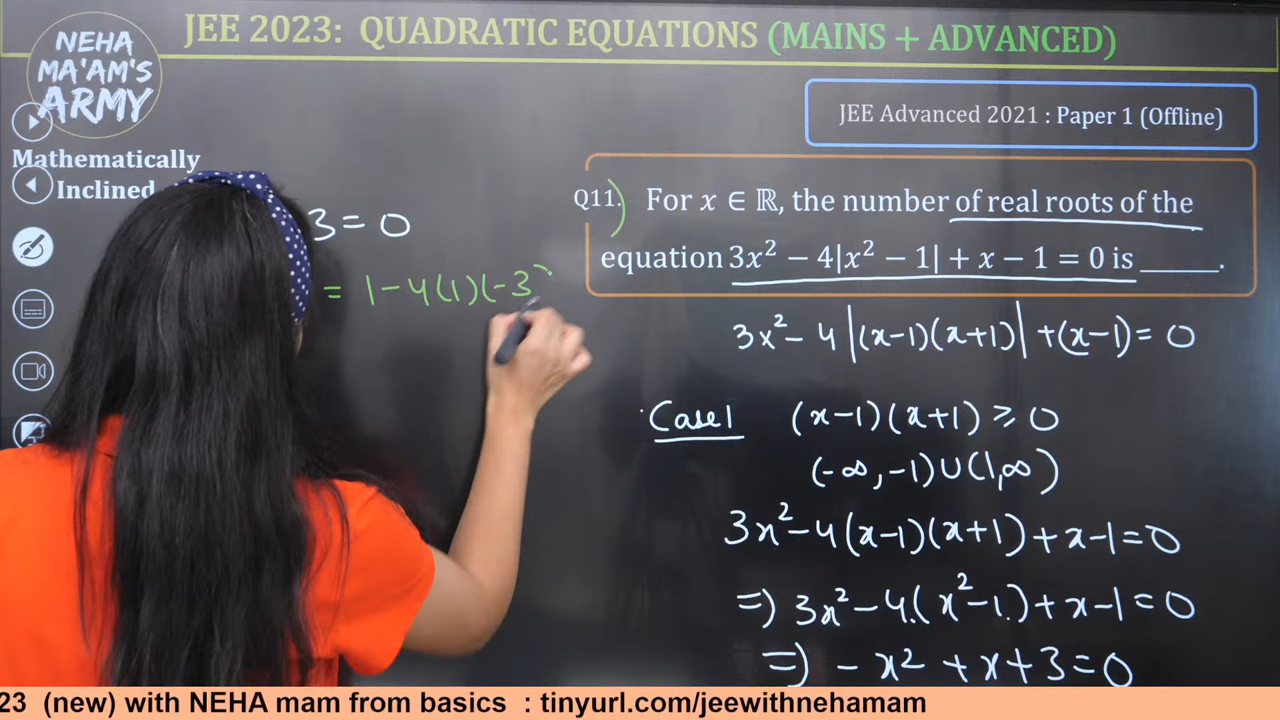 JEE 2023: QUADRATIC EQUATIONS (MAINS + ADVANCED)
NEHA
MA'AM'S
ARMY
Mathematically
Inclined
JEE Advanced 2021 : Paper 1 (Offline)
Q11.) For x ∈ ℝ, the number of real roots of the
equation 3x² − 4|x² − 1| + x − 1 = 0 is ______.
3 = 0
= 1 - 4(1)(-3
3x² - 4|(x-1)(x+1)| + (x-1) = 0
Case 1 (x-1)(x+1) ≥ 0
(-∞, -1) ∪ (1, ∞)
3x² - 4(x-1)(x+1) + x - 1 = 0
=) 3x² - 4.(x² - 1.) + x - 1 = 0
=) - x² + x + 3 = 0
23 (new) with NEHA mam from basics : tinyurl.com/jeewithnehamam